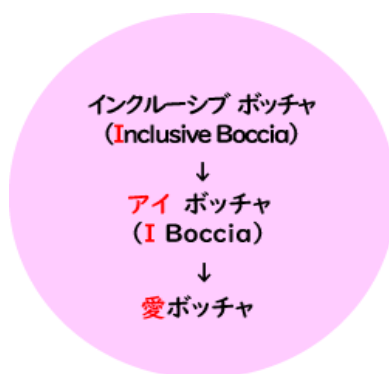 インクルーシブ ボッチャ
（Inclusive Boccia）
↓
アイ ボッチャ
（I Boccia）
↓
愛ボッチャ